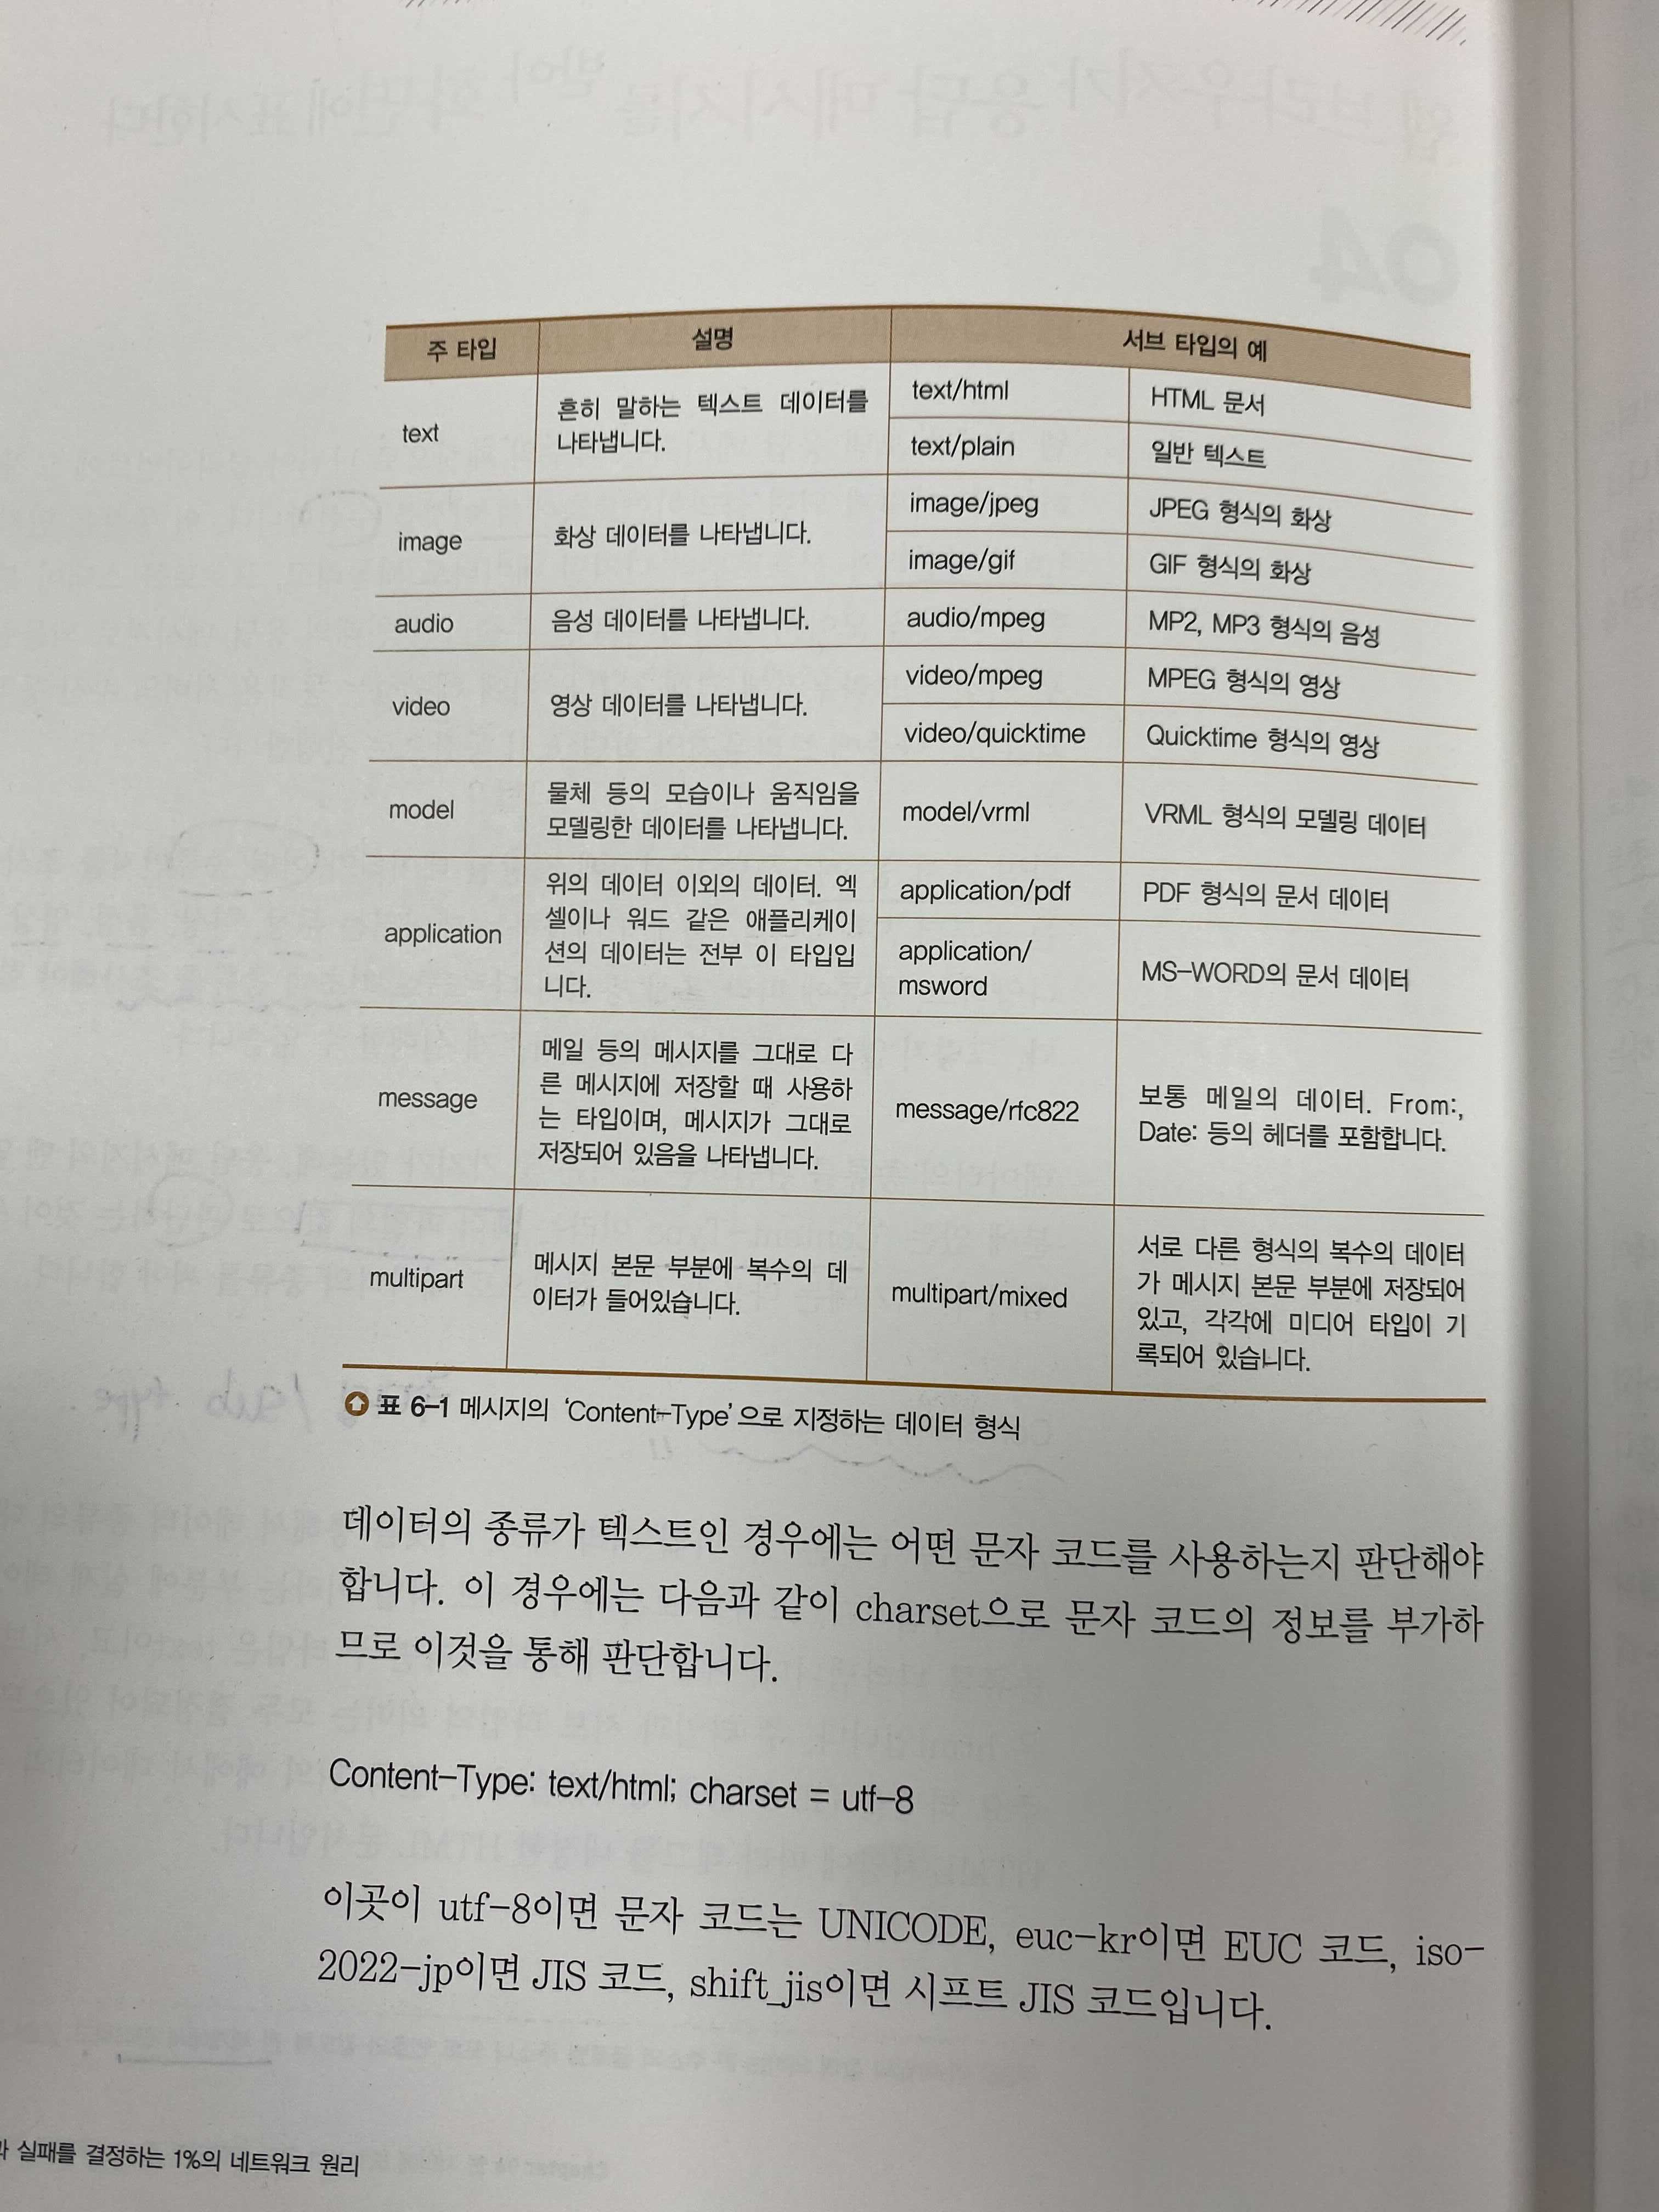 주 타입 설명 서브 타입의 예
text
흔히 말하는 텍스트 데이터를
나타냅니다.
text/html HTML 문서
text/plain 일반 텍스트
image
화상 데이터를 나타냅니다.
image/jpeg JPEG 형식의 화상
image/gif GIF 형식의 화상
audio 음성 데이터를 나타냅니다. audio/mpeg MP2, MP3 형식의 음성
video
영상 데이터를 나타냅니다.
video/mpeg MPEG 형식의 영상
video/quicktime Quicktime 형식의 영상
model
물체 등의 모습이나 움직임을
모델링한 데이터를 나타냅니다.
model/vrml VRML 형식의 모델링 데이터
application
위의 데이터 이외의 데이터. 엑
셀이나 워드 같은 애플리케이
션의 데이터는 전부 이 타입입
니다.
application/pdf PDF 형식의 문서 데이터
application/
msword
MS-WORD의 문서 데이터
message
메일 등의 메시지를 그대로 다
른 메시지에 저장할 때 사용하
는 타입이며, 메시지가 그대로
저장되어 있음을 나타냅니다.
message/rfc822
보통 메일의 데이터. From:,
Date: 등의 헤더를 포함합니다.
multipart
메시지 본문 부분에 복수의 데
이터가 들어있습니다.
multipart/mixed
서로 다른 형식의 복수의 데이터
가 메시지 본문 부분에 저장되어
있고, 각각에 미디어 타입이 기
록되어 있습니다.
표 6-1 메시지의 ‘Content-Type’으로 지정하는 데이터 형식
데이터의 종류가 텍스트인 경우에는 어떤 문자 코드를 사용하는지 판단해야
합니다. 이 경우에는 다음과 같이 charset으로 문자 코드의 정보를 부가하
므로 이것을 통해 판단합니다.
Content-Type: text/html; charset = utf-8
이곳이 utf-8이면 문자 코드는 UNICODE, euc-kr이면 EUC 코드, iso-
2022-jp이면 JIS 코드, shift_jis이면 시프트 JIS 코드입니다.
실패를 결정하는 1%의 네트워크 원리